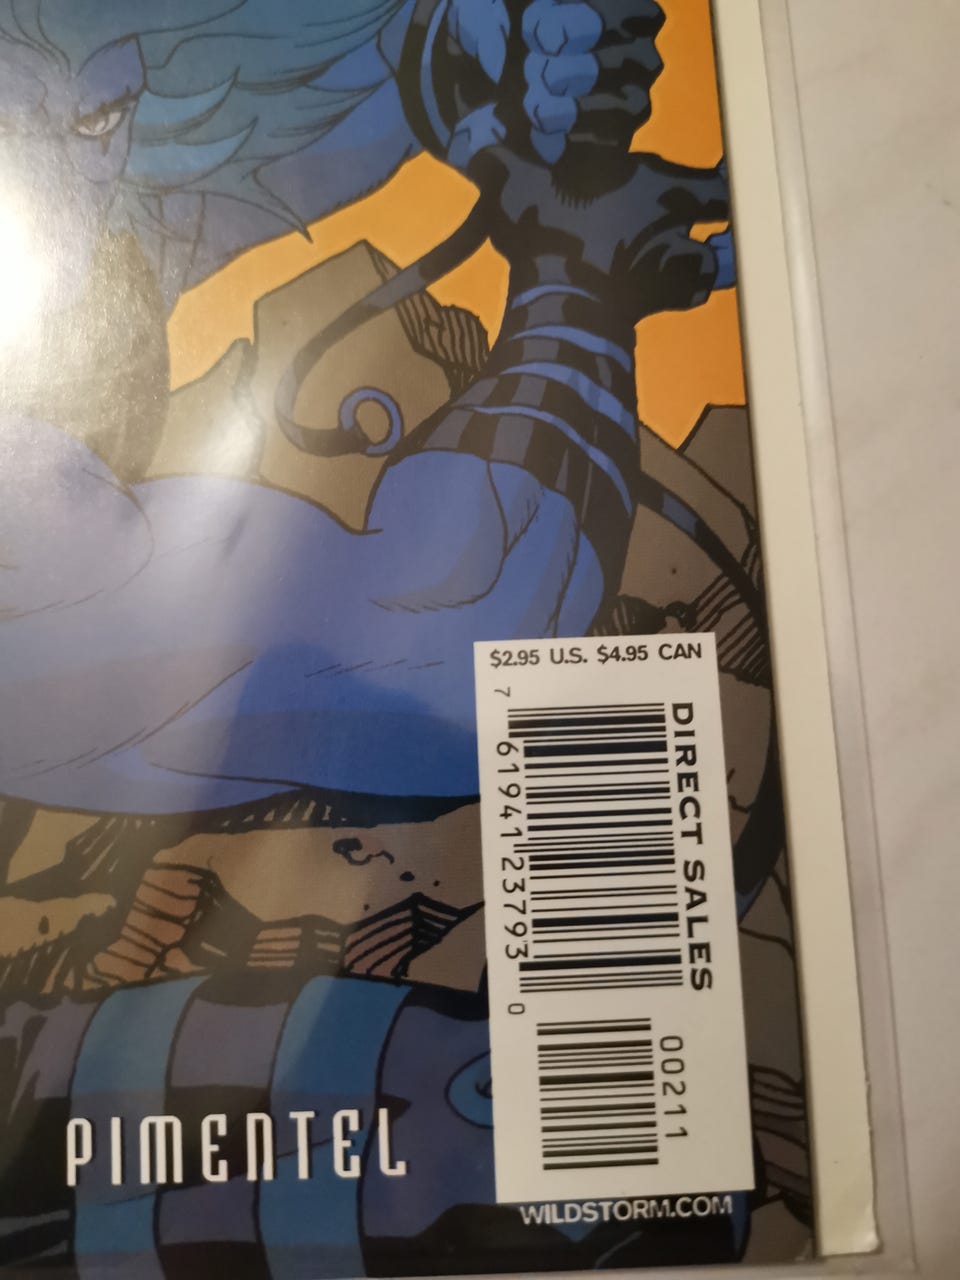 $2.95 U.S. $4.95 CAN
DIRECT SALES
7 61941 23793 0
00211
PIMENTEL
WILDSTORM.COM